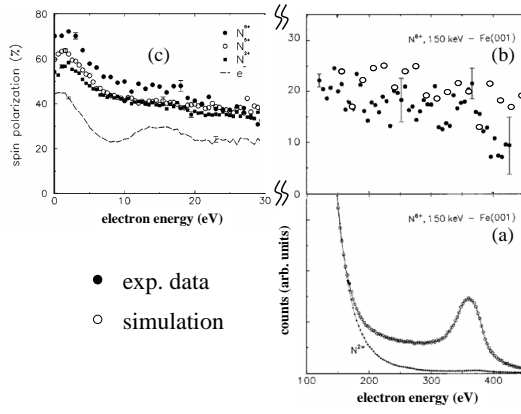 (c)
N⁶⁺
N⁵⁺
N²⁺
N⁺
e⁻
spin polarization (%)
80
60
40
20
0
0 10 20 30
electron energy (eV)
exp. data
simulation
N⁶⁺, 150 keV – Fe(001)
(b)
30
20
10
0
N⁶⁺, 150 keV – Fe(001)
(a)
N²⁺
counts (arb. units)
100 200 300 400
electron energy (eV)